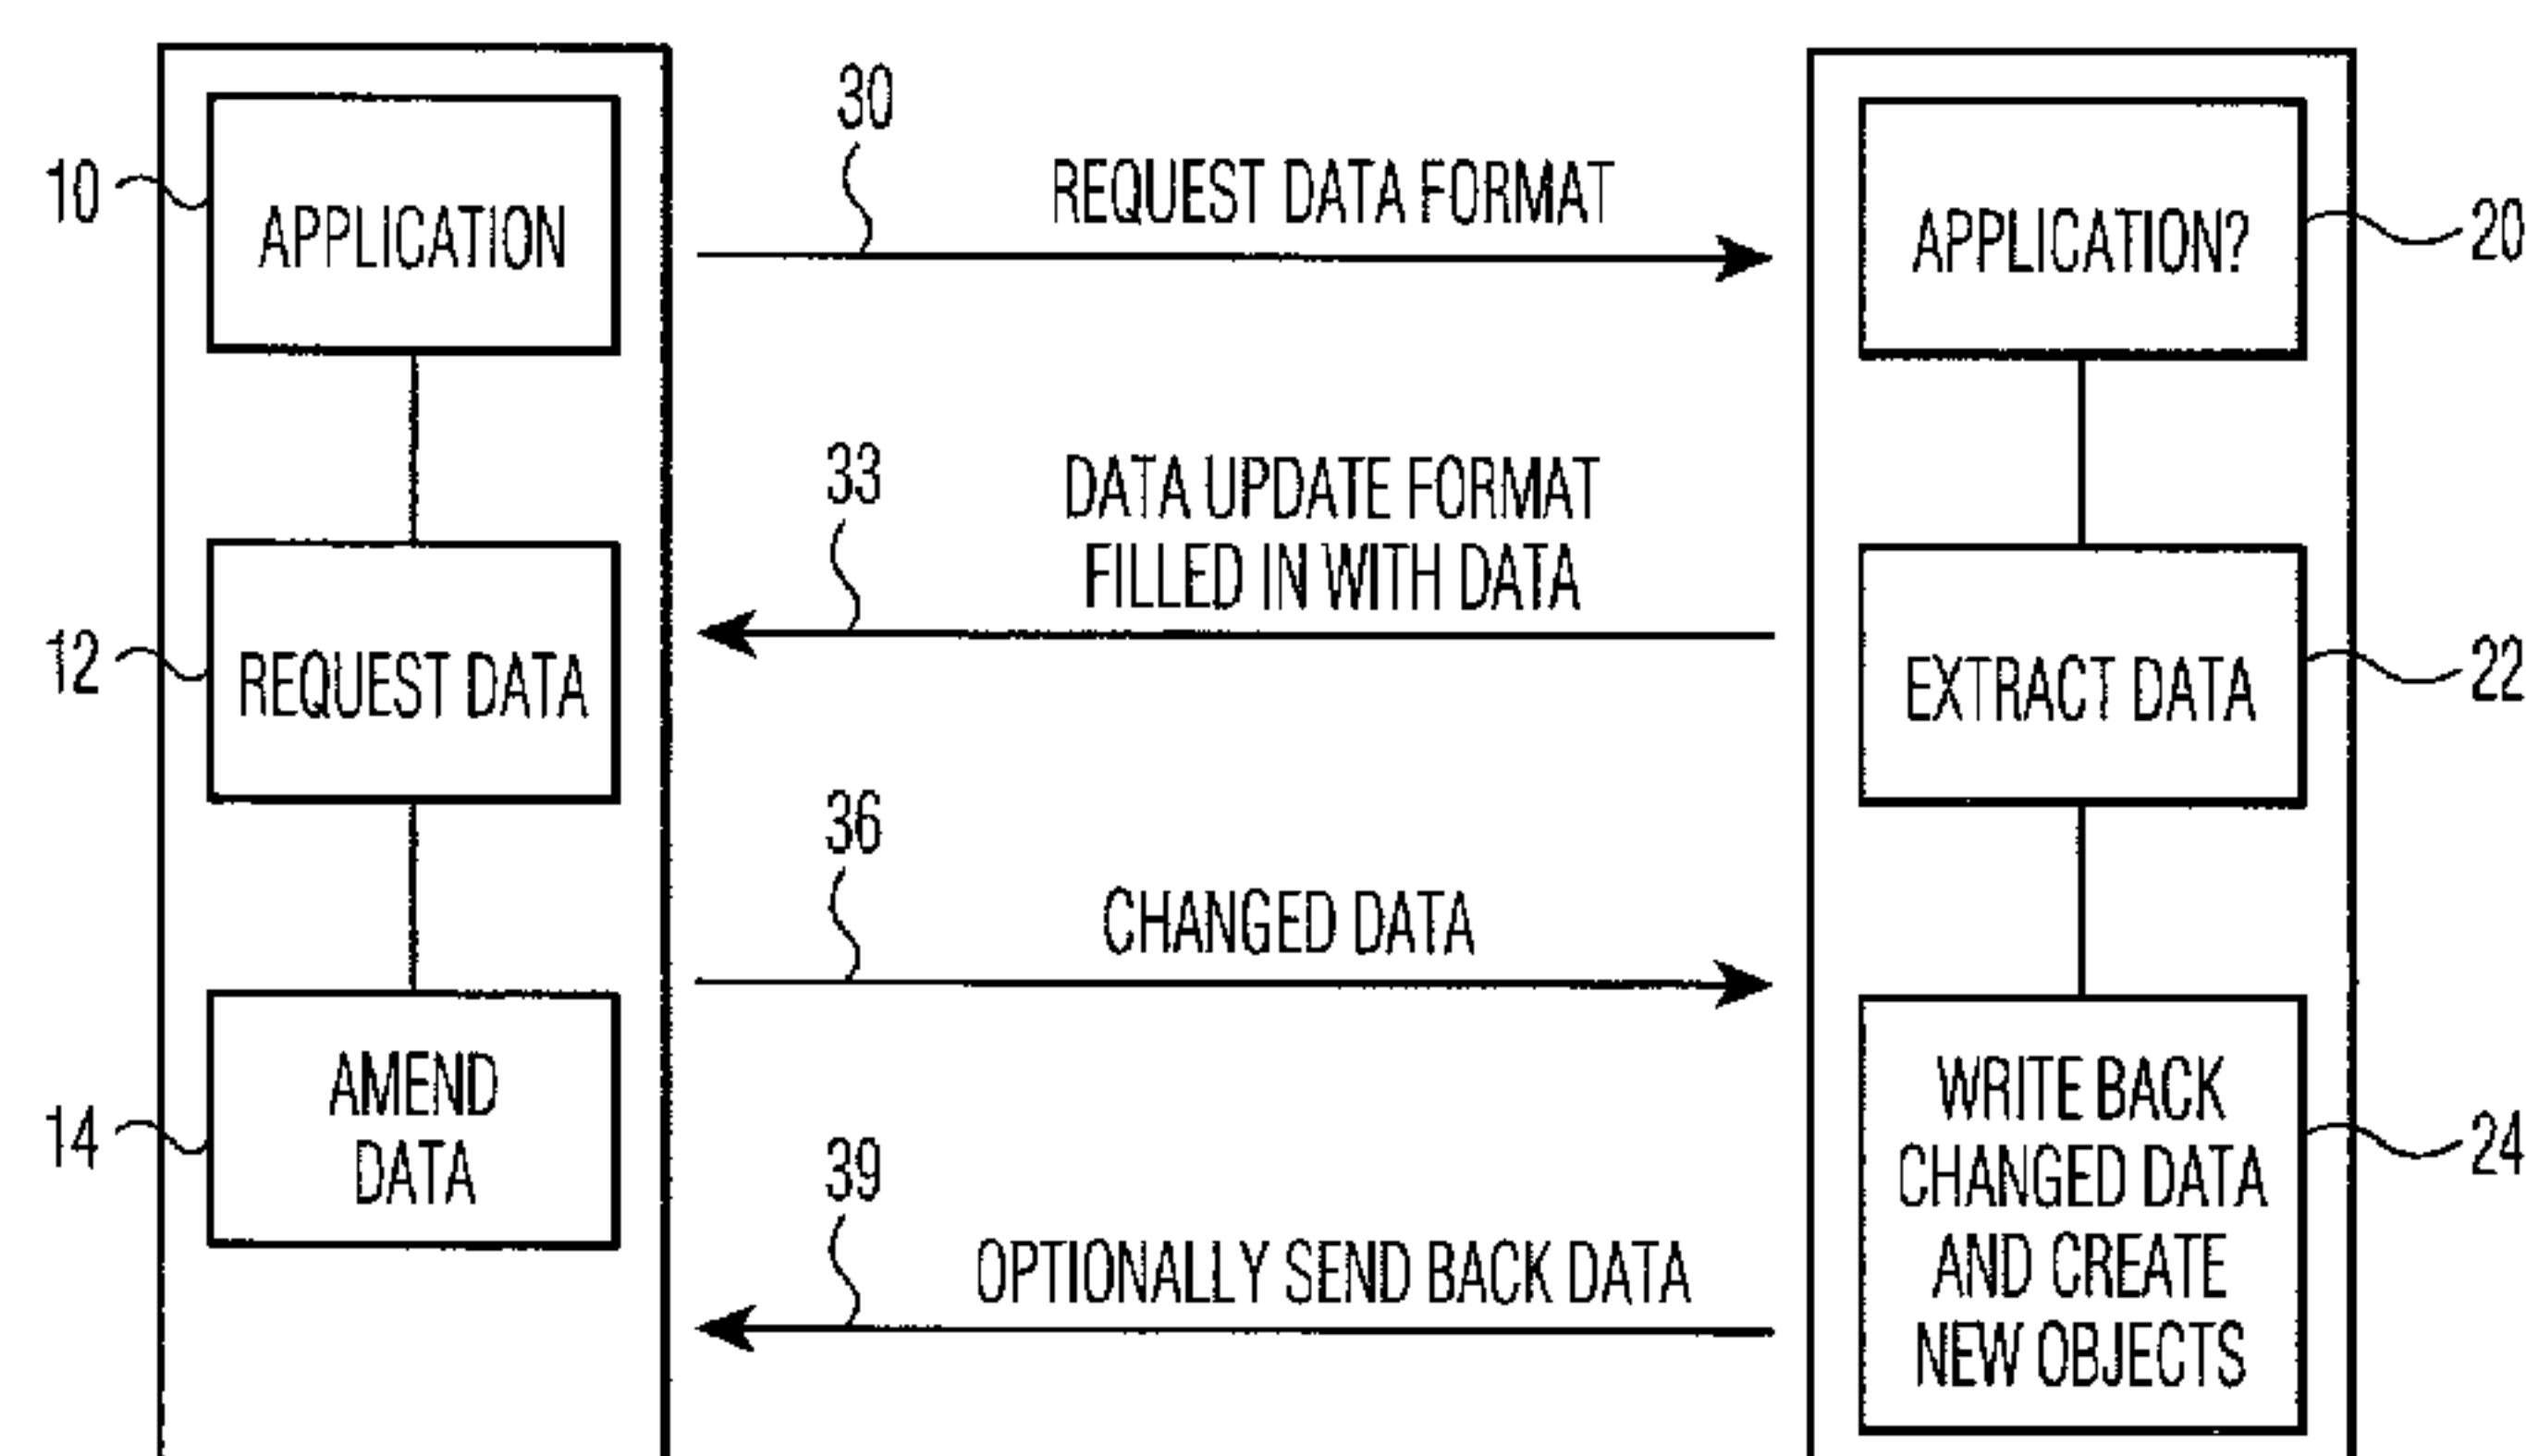 30
10
APPLICATION
REQUEST DATA FORMAT
APPLICATION?
20
33
DATA UPDATE FORMAT
FILLED IN WITH DATA
12
REQUEST DATA
EXTRACT DATA
22
36
CHANGED DATA
14
AMEND
DATA
39
OPTIONALLY SEND BACK DATA
WRITE BACK
CHANGED DATA
AND CREATE
NEW OBJECTS
24